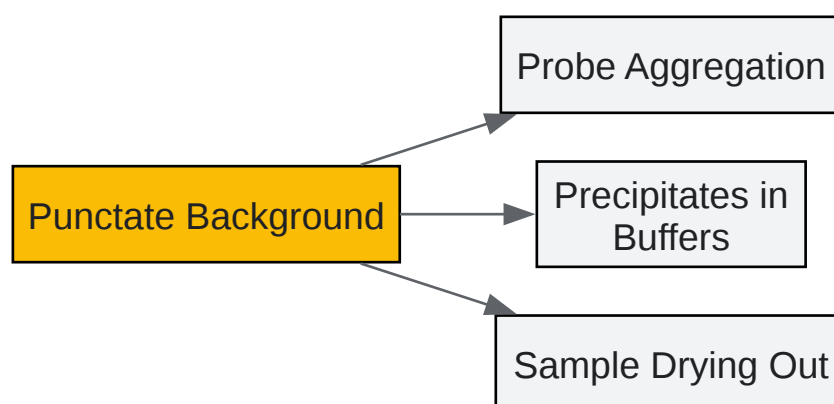 Probe Aggregation
Punctate Background
Precipitates in
Buffers
Sample Drying Out